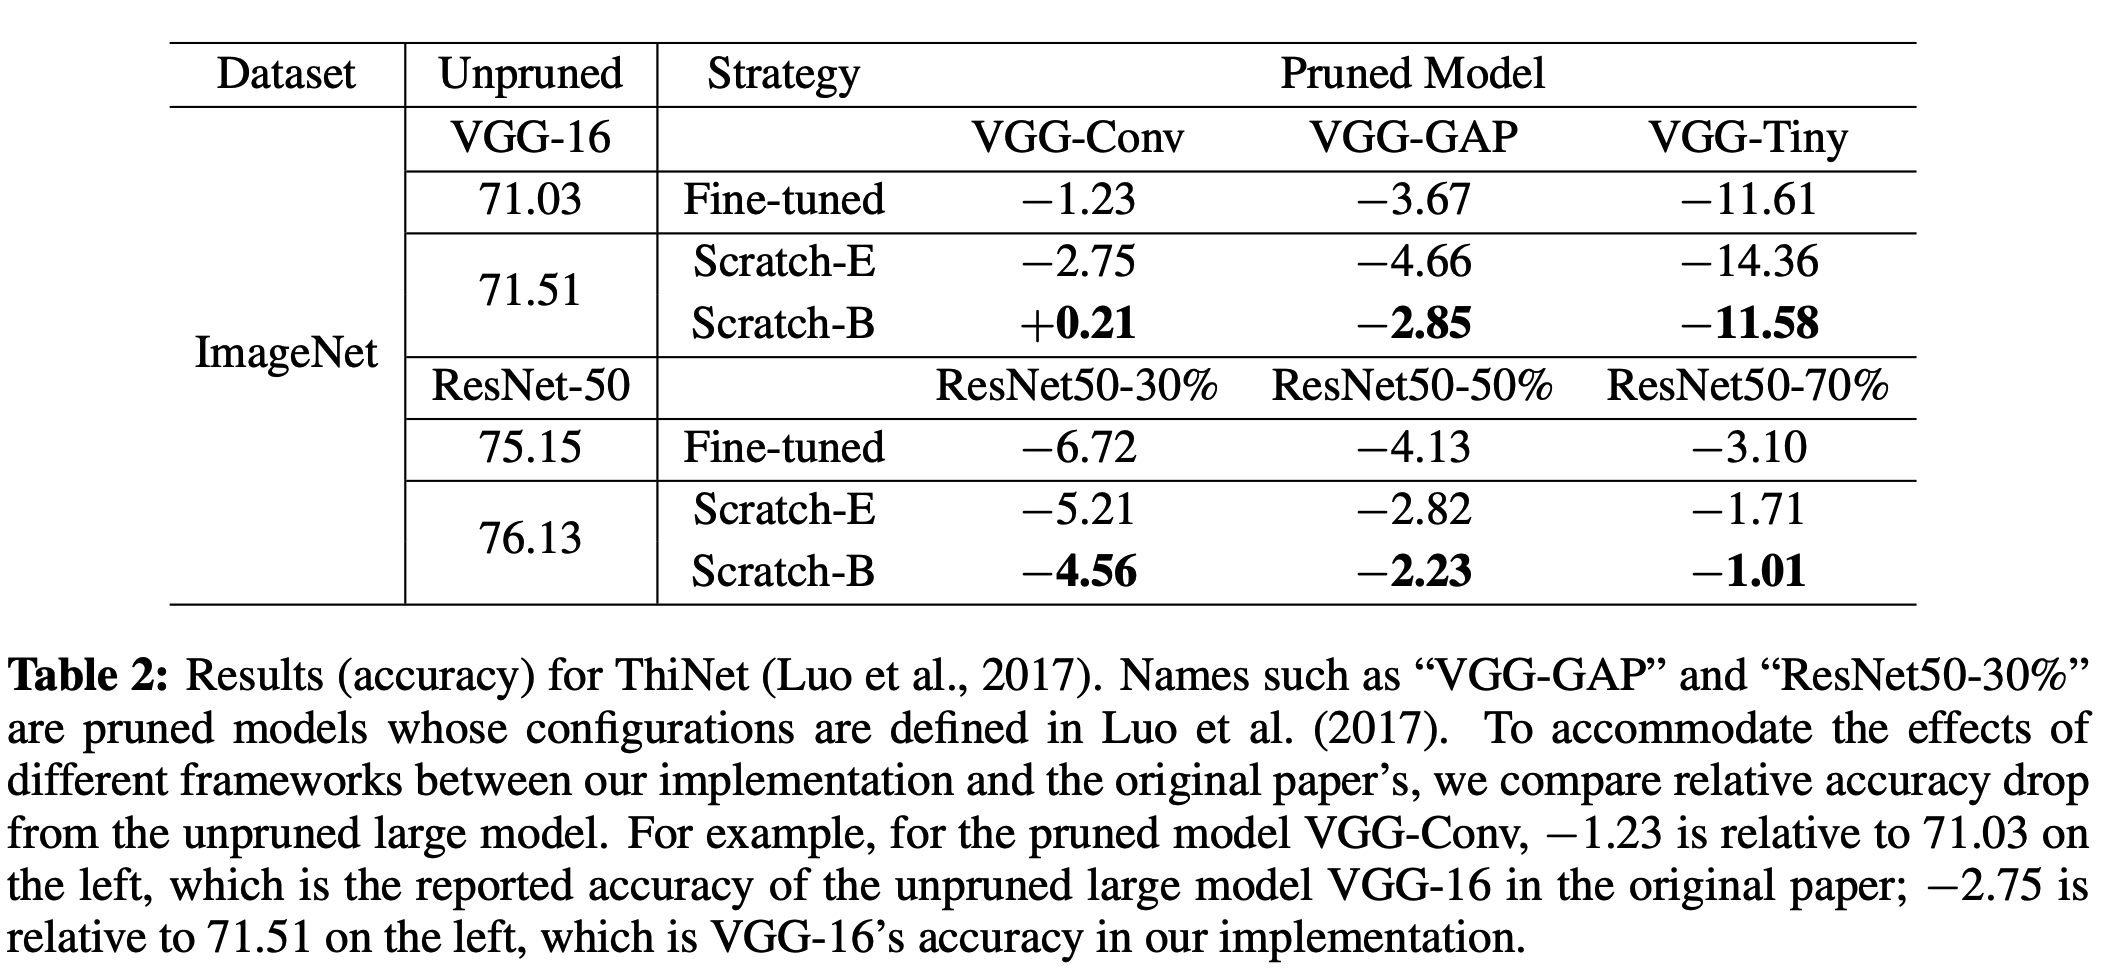 Dataset Unpruned Strategy Pruned Model
VGG-16 VGG-Conv VGG-GAP VGG-Tiny
71.03 Fine-tuned −1.23 −3.67 −11.61
Scratch-E −2.75 −4.66 −14.36
71.51
Scratch-B +0.21 −2.85 −11.58
ImageNet
ResNet-50 ResNet50-30% ResNet50-50% ResNet50-70%
75.15 Fine-tuned −6.72 −4.13 −3.10
Scratch-E −5.21 −2.82 −1.71
76.13
Scratch-B −4.56 −2.23 −1.01
Table 2: Results (accuracy) for ThiNet (Luo et al., 2017). Names such as “VGG-GAP” and “ResNet50-30%”
are pruned models whose configurations are defined in Luo et al. (2017). To accommodate the effects of
different frameworks between our implementation and the original paper’s, we compare relative accuracy drop
from the unpruned large model. For example, for the pruned model VGG-Conv, −1.23 is relative to 71.03 on
the left, which is the reported accuracy of the unpruned large model VGG-16 in the original paper; −2.75 is
relative to 71.51 on the left, which is VGG-16’s accuracy in our implementation.